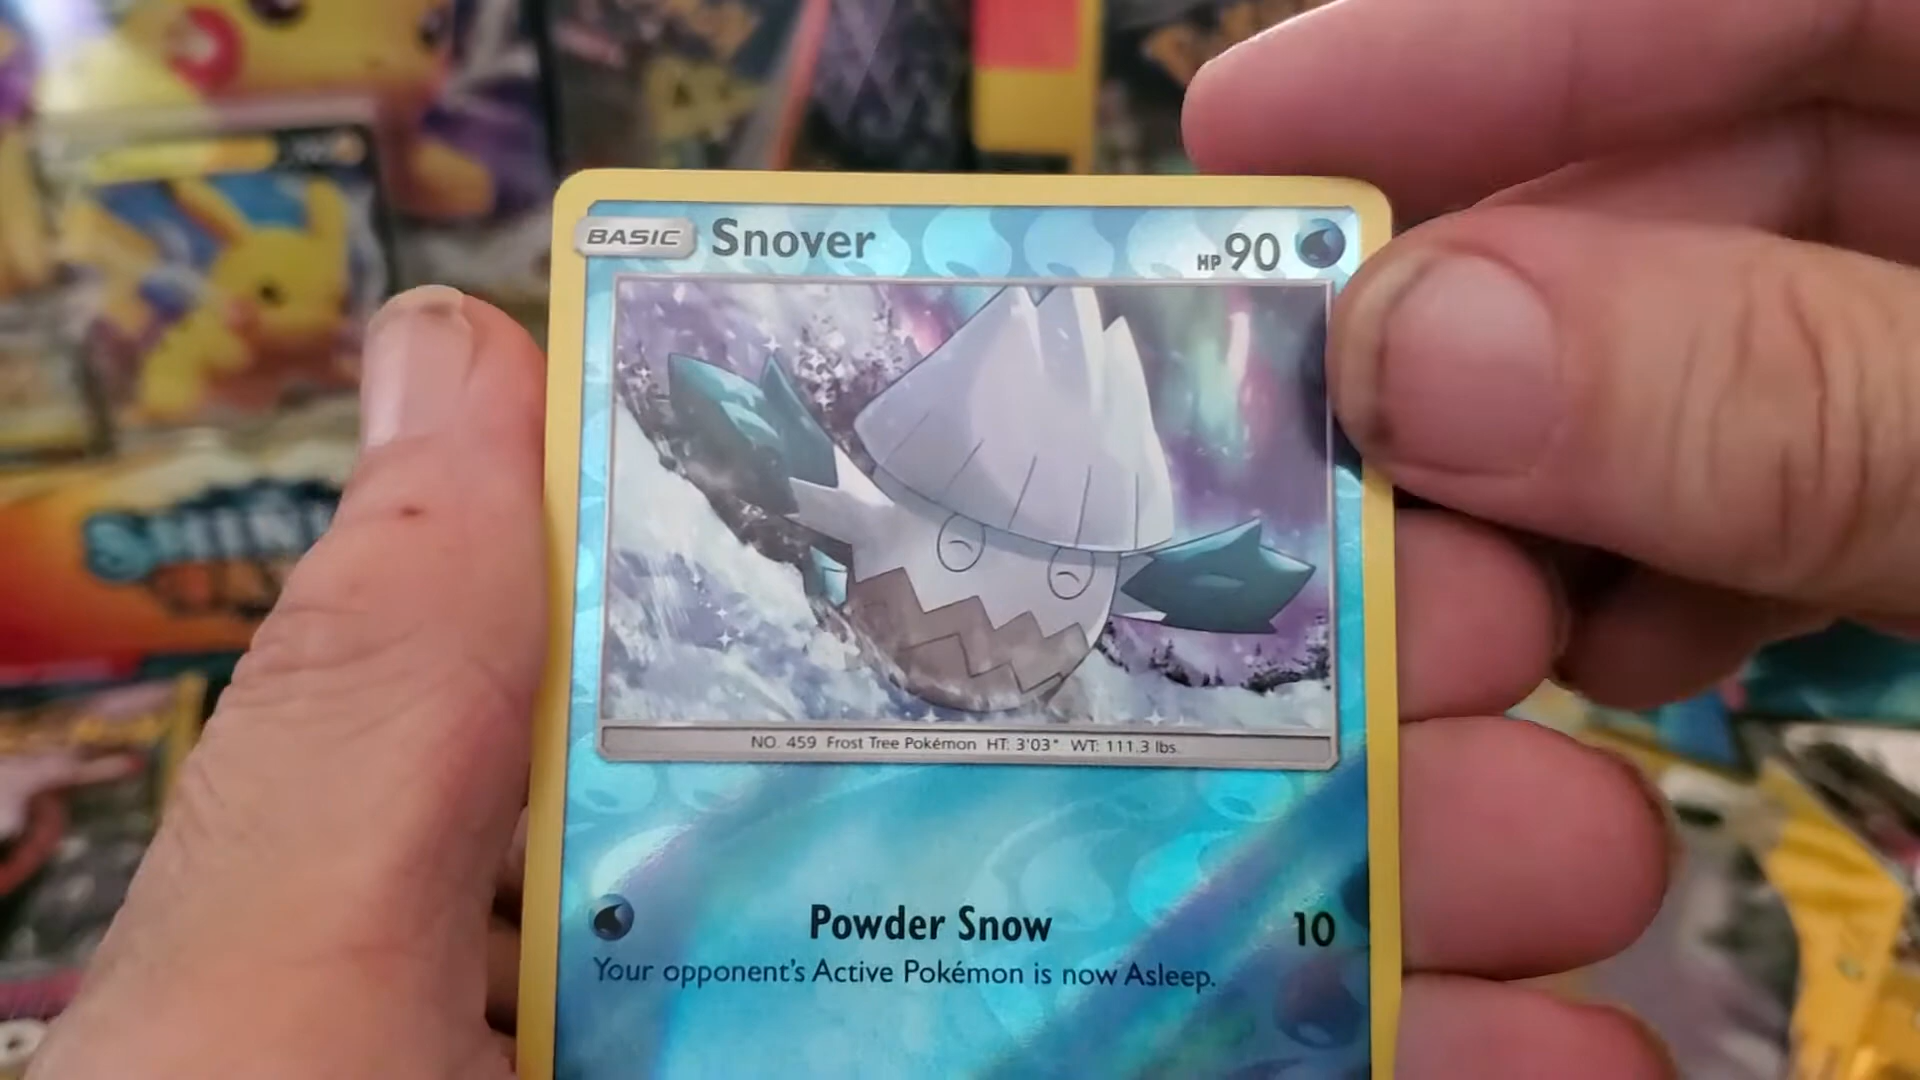 BASIC Snover HP 90
NO. 459 Frost Tree Pokémon HT: 3'03" WT: 111.3 lbs.
Powder Snow 10
Your opponent's Active Pokémon is now Asleep.
SHINI